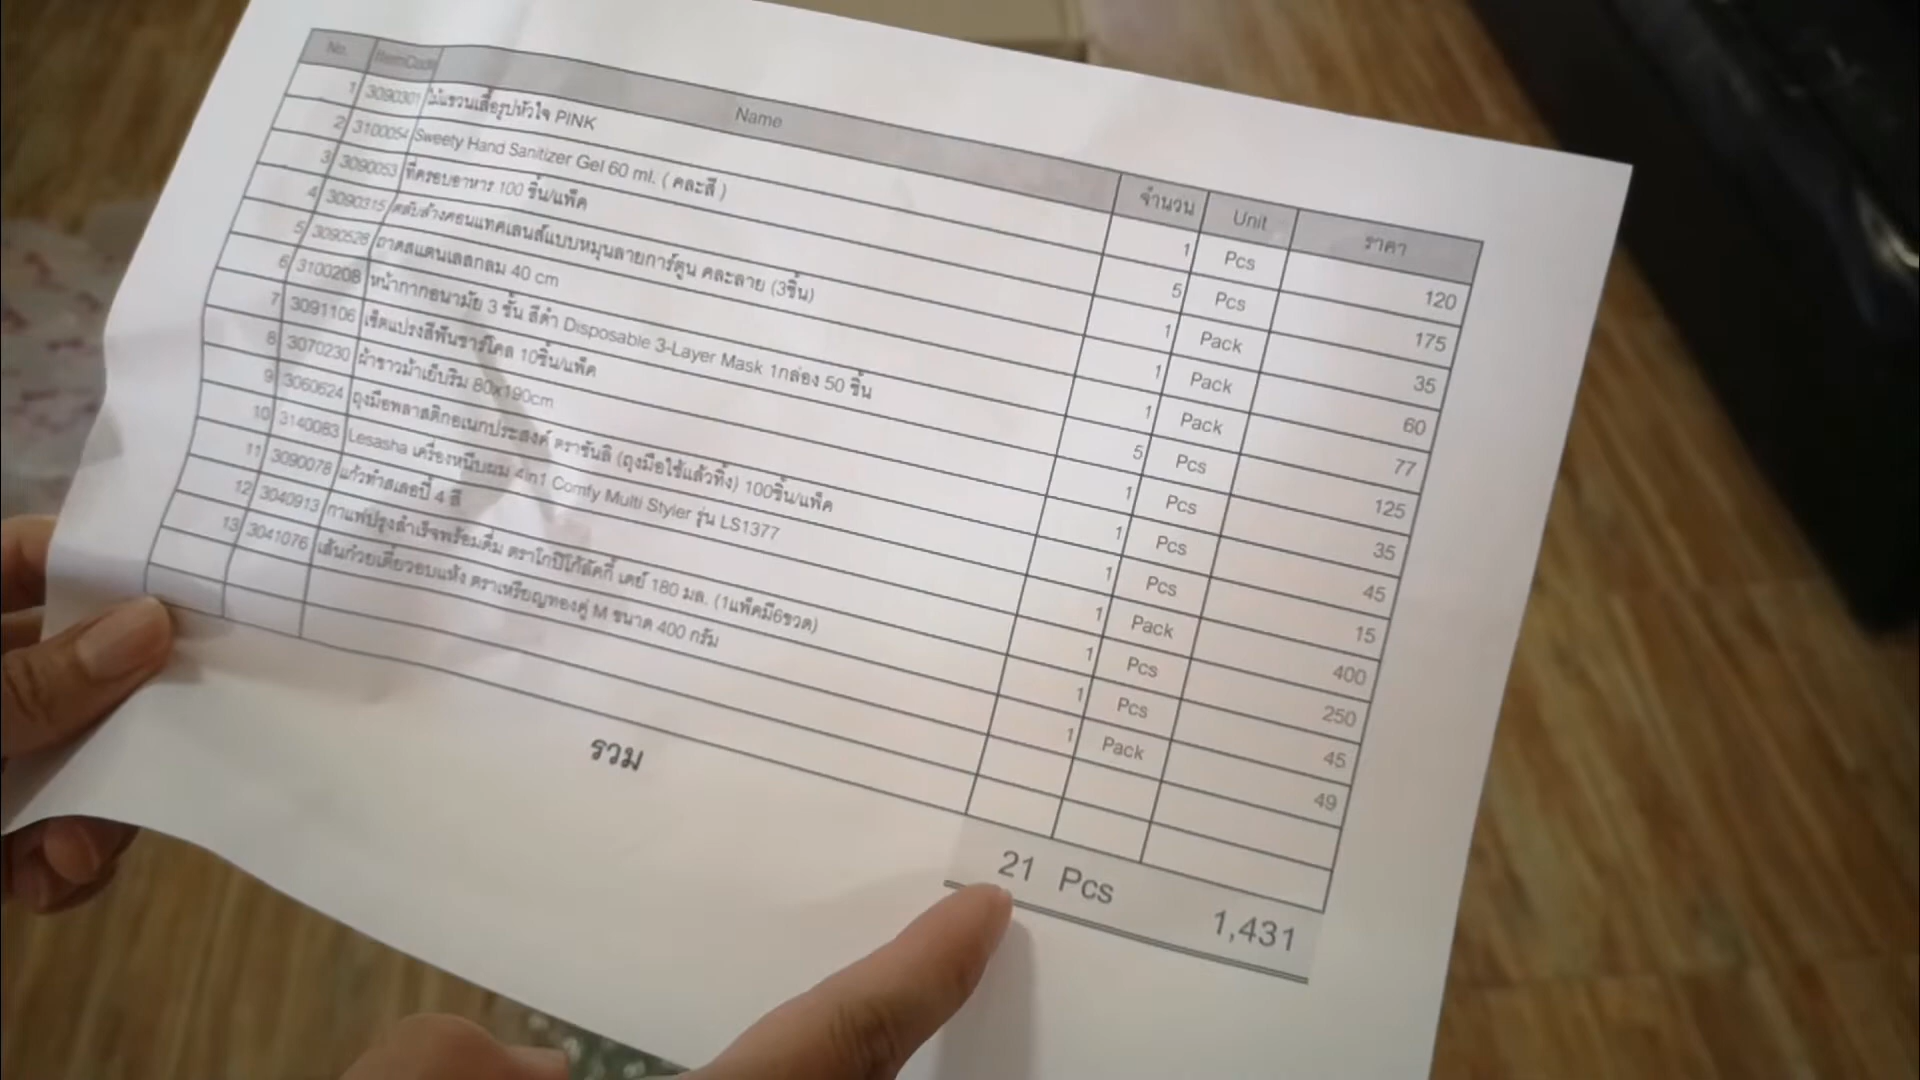 No. ItemCode Name จำนวน Unit ราคา
1 3090301 ไม้แขวนเสื้อรูปหัวใจ PINK 1 Pcs 120
2 3100054 Sweety Hand Sanitizer Gel 60 ml. ( คละสี ) 5 Pcs 175
3 3090053 ที่ครอบอาหาร 100 ชิ้น/แพ็ค 1 Pack 35
4 3090315 ตลับล้างคอนแทคเลนส์แบบหมุนลายการ์ตูน คละลาย (3ชิ้น) 1 Pack 60
5 3090528 ถาดสแตนเลสกลม 40 cm 1 Pack 77
6 3100208 หน้ากากอนามัย 3 ชั้น สีดำ Disposable 3-Layer Mask 1กล่อง 50 ชิ้น 5 Pcs 125
7 3091106 เซ็ตแปรงสีฟันชาร์โคล 10ชิ้น/แพ็ค 1 Pcs 35
8 3070230 ผ้าขาวม้าเย็บริม 80x190cm 1 Pcs 45
9 3060624 ถุงมือพลาสติกอเนกประสงค์ ตราซันลิ (ถุงมือใช้แล้วทิ้ง) 100ชิ้น/แพ็ค 1 Pcs 15
10 3140083 Lesasha เครื่องหนีบผม 4in1 Comfy Multi Styler รุ่น LS1377 1 Pack 400
11 3090078 แก้วทำสเลอปี้ 4 สี 1 Pcs 250
12 3040913 กาแฟปรุงสำเร็จพร้อมดื่ม ตราโกปิโก้ลัคกี้ เดย์ 180 มล. (1แพ็คมี6ขวด) 1 Pcs 45
13 3041076 เส้นก๋วยเตี๋ยวอบแห้ง ตราเหรียญทองคู่ M ขนาด 400 กรัม 1 Pack 49
รวม 21 Pcs 1,431